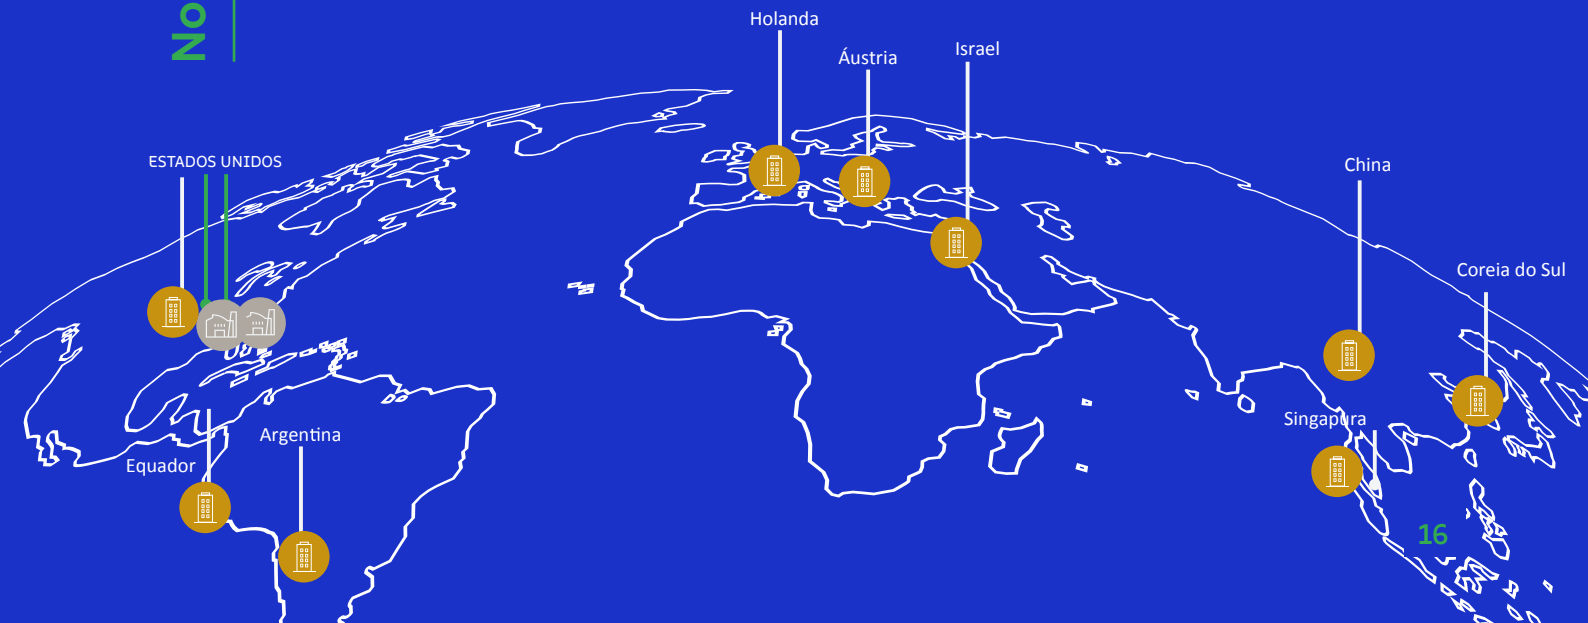 No
Holanda
Áustria
Israel
ESTADOS UNIDOS
China
Coreia do Sul
Singapura
Argentina
Equador
16